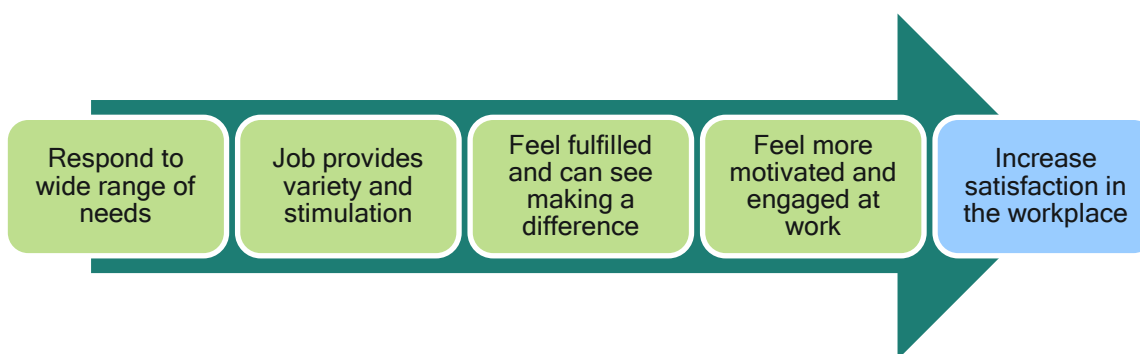 Respond to
wide range of
needs
Job provides
variety and
stimulation
Feel fulfilled
and can see
making a
difference
Feel more
motivated and
engaged at
work
Increase
satisfaction in
the workplace